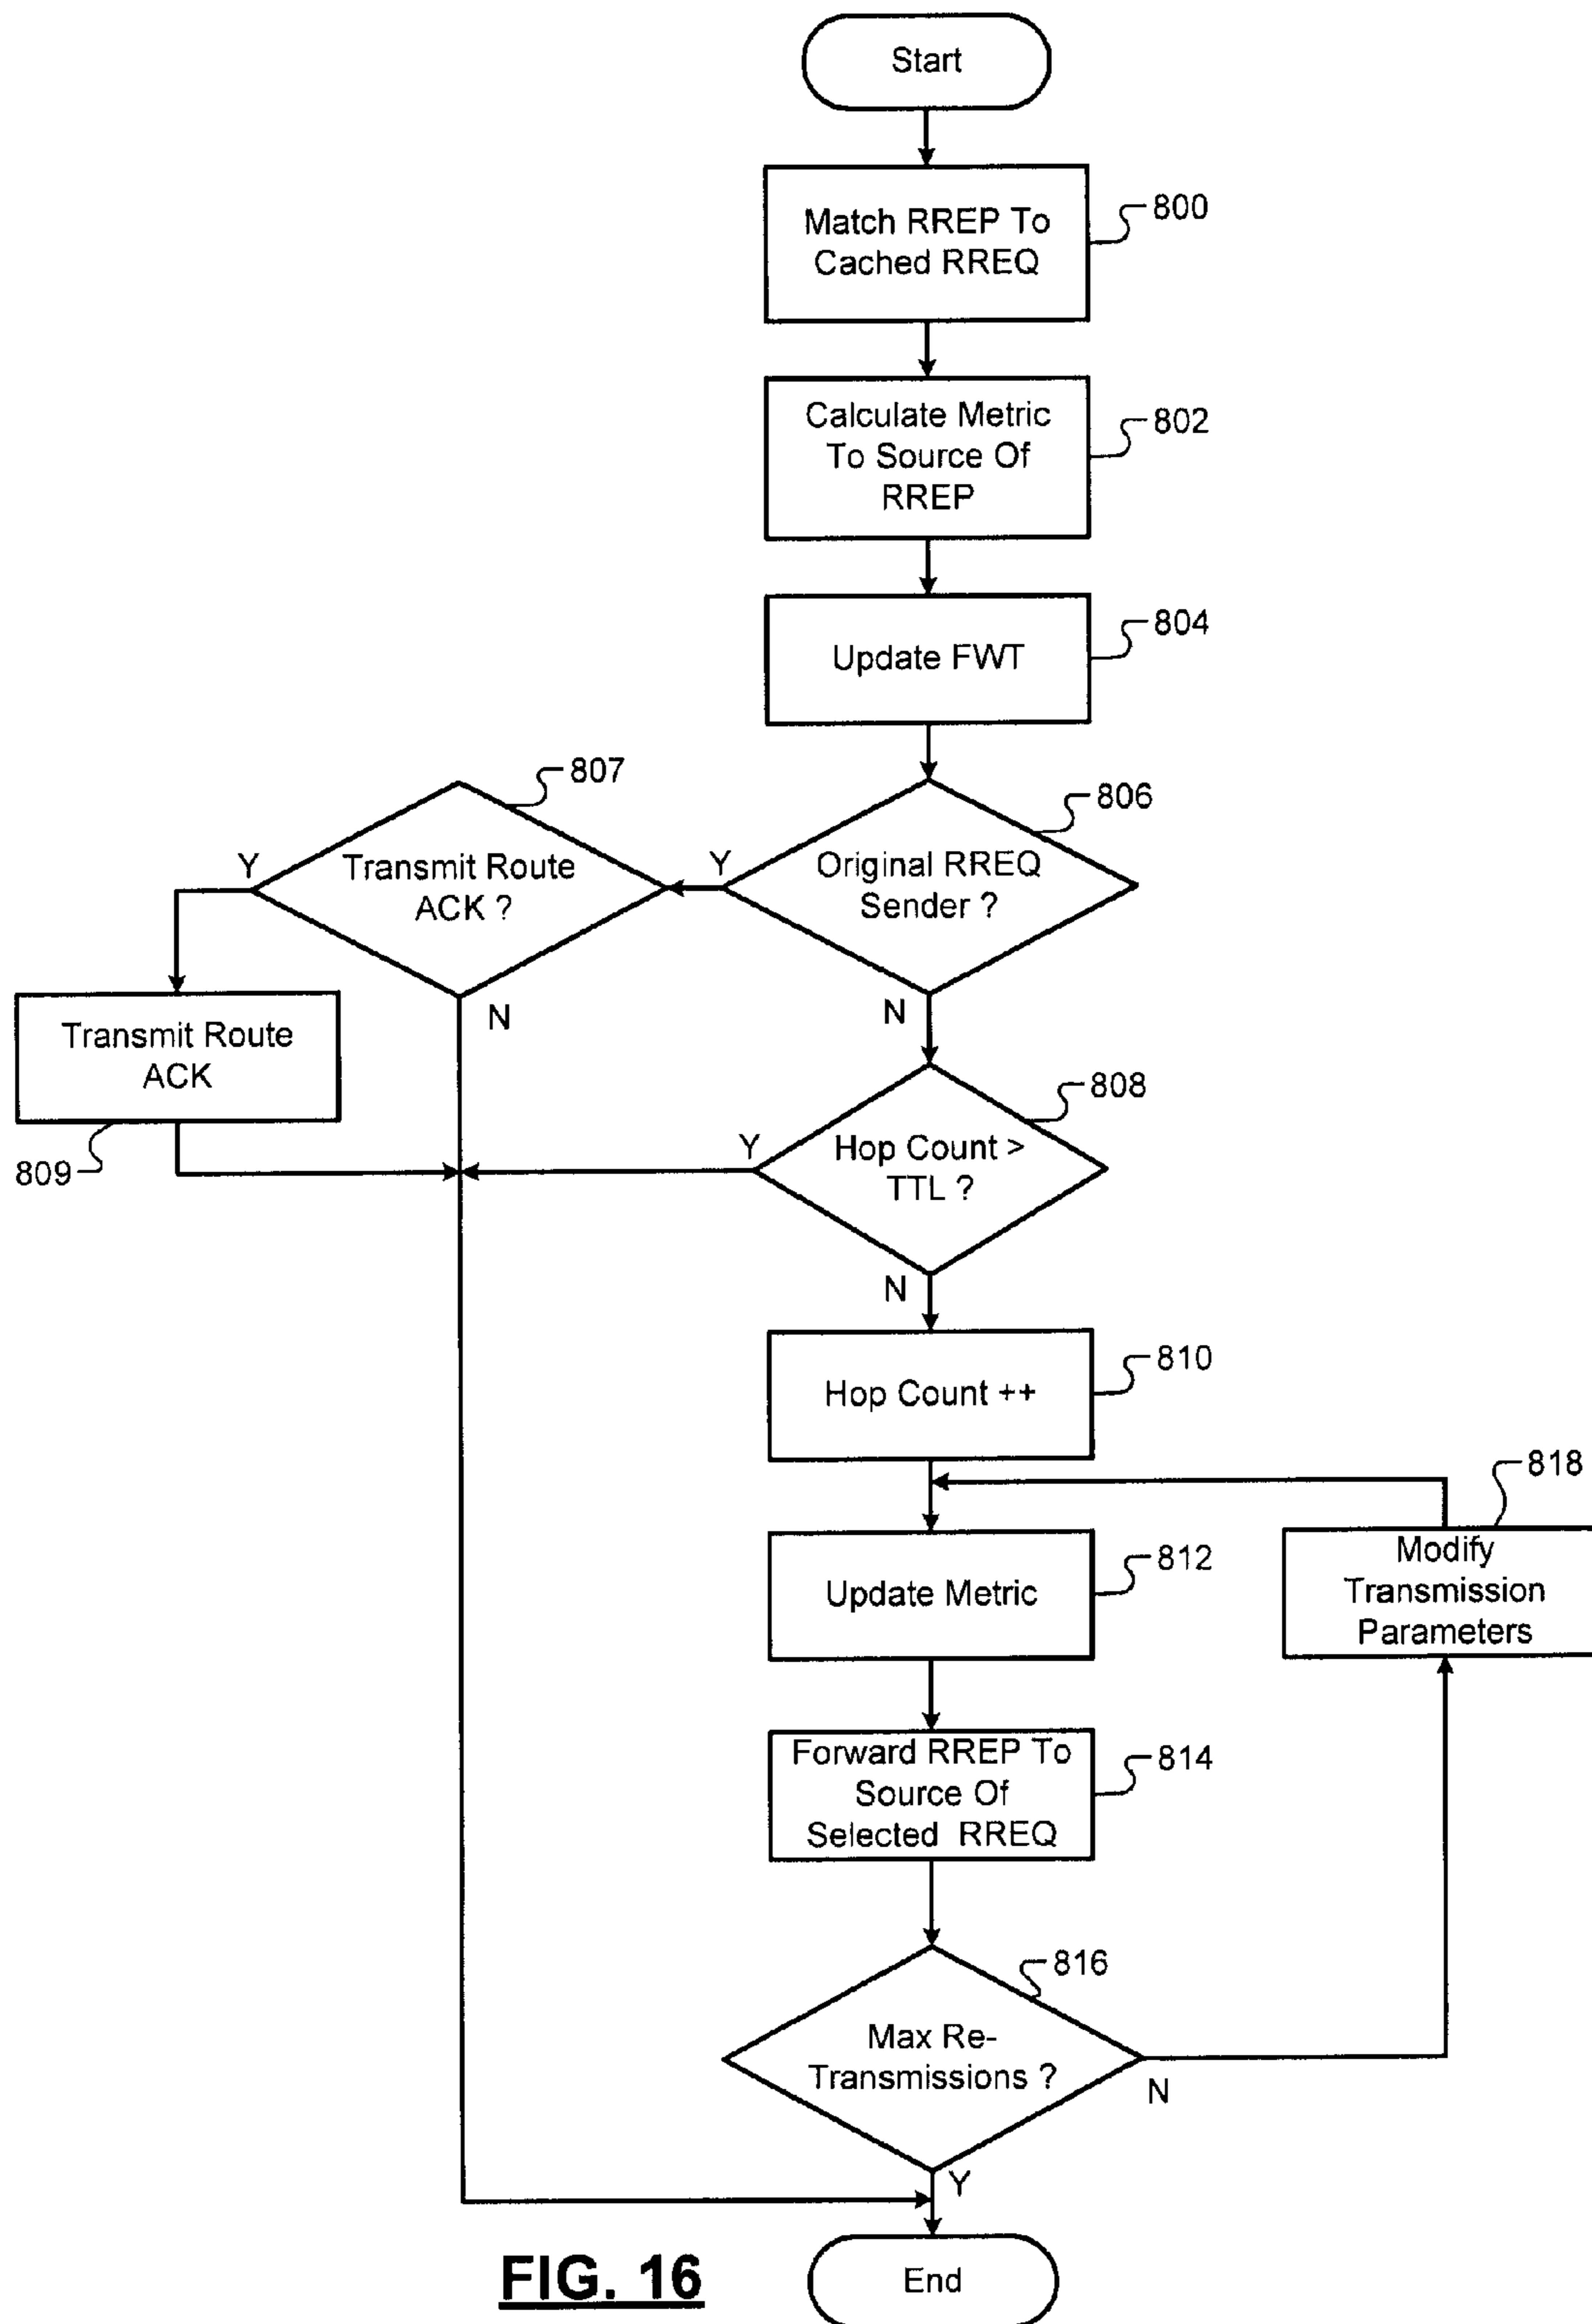 Start
Match RREP To
Cached RREQ
800
Calculate Metric
To Source Of
RREP
802
Update FWT
804
807
806
Y
Transmit Route
ACK ?
Y
Original RREQ
Sender ?
N
N
Transmit Route
ACK
809
808
Y
Hop Count >
TTL ?
N
Hop Count ++
810
818
Modify
Transmission
Parameters
Update Metric
812
Forward RREP To
Source Of
Selected RREQ
814
816
Max Re-
Transmissions ?
N
Y
End
FIG. 16